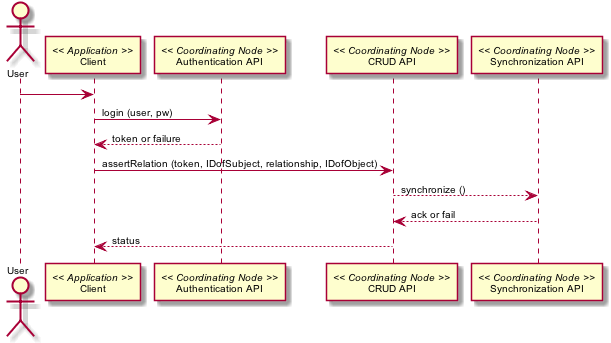 User
<< Application >>
Client
<< Coordinating Node >>
Authentication API
<< Coordinating Node >>
CRUD API
<< Coordinating Node >>
Synchronization API
login (user, pw)
token or failure
assertRelation (token, IDofSubject, relationship, IDofObject)
synchronize ()
ack or fail
status
User
<< Application >>
Client
<< Coordinating Node >>
Authentication API
<< Coordinating Node >>
CRUD API
<< Coordinating Node >>
Synchronization API